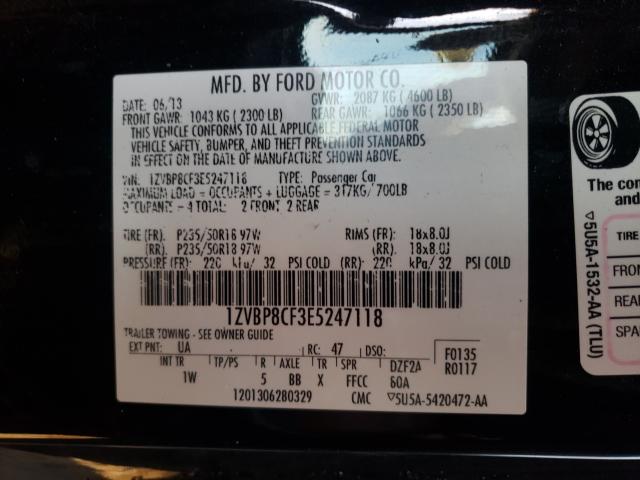 MFD. BY FORD MOTOR CO.
DATE: 06/13 GVWR: 2087 KG ( 4600 LB)
FRONT GAWR: 1043 KG ( 2300 LB) REAR GAWR: 1066 KG ( 2350 LB)
THIS VEHICLE CONFORMS TO ALL APPLICABLE FEDERAL MOTOR
VEHICLE SAFETY, BUMPER, AND THEFT PREVENTION STANDARDS
IN EFFECT ON THE DATE OF MANUFACTURE SHOWN ABOVE.
VIN: 1ZVBP8CF3E5247118 TYPE: Passenger Car
MAXIMUM LOAD = OCCUPANTS + LUGGAGE = 317KG/ 700LB
OCCUPANTS = 4 TOTAL: 2 FRONT, 2 REAR
TIRE (FR): P235/50R18 97W RIMS (FR): 18x8.0J
(RR): P235/50R18 97W (RR): 18x8.0J
PRESSURE (FR): 220 kPa/ 32 PSI COLD (RR): 220 kPa/ 32 PSI COLD
1ZVBP8CF3E5247118
TRAILER TOWING - SEE OWNER GUIDE
EXT PNT: UA RC: 47 DSO: F0135
INT TR TP/PS R AXLE TR SPR DZF2A R0117
1W 5 BB X FFCC 60A
1201306280329 CMC ▽5U5A-5420472-AA
The con
and
TIRE
FRON
REAR
SPAR
▽5U5A-1532-AA (TLU)